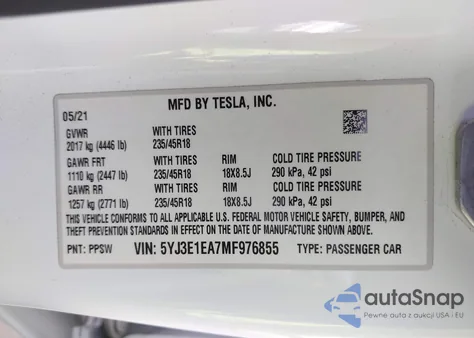 MFD BY TESLA, INC.
05/21
GVWR WITH TIRES
2017 kg (4446 lb) 235/45R18
GAWR FRT WITH TIRES RIM COLD TIRE PRESSURE
1110 kg (2447 lb) 235/45R18 18X8.5J 290 kPa, 42 psi
GAWR RR WITH TIRES RIM COLD TIRE PRESSURE
1257 kg (2771 lb) 235/45R18 18X8.5J 290 kPa, 42 psi
THIS VEHICLE CONFORMS TO ALL APPLICABLE U.S. FEDERAL MOTOR VEHICLE SAFETY, BUMPER, AND
THEFT PREVENTION STANDARDS IN EFFECT ON THE DATE OF MANUFACTURE SHOWN ABOVE.
PNT: PPSW VIN: 5YJ3E1EA7MF976855 TYPE: PASSENGER CAR
autoSnap
Pewne auta z aukcji USA i EU